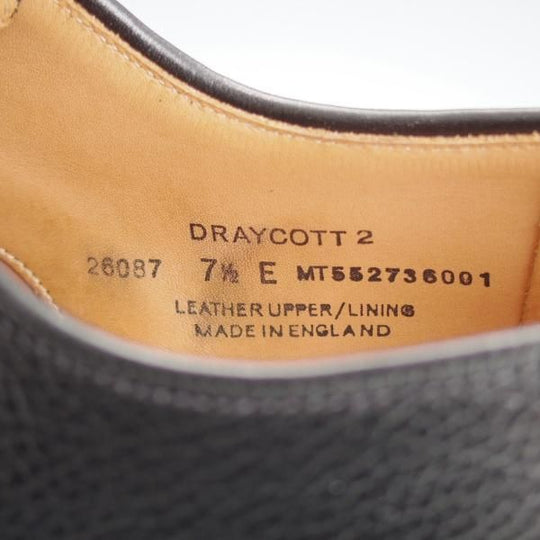 DRAYCOTT 2
26087 7½ E MT552736001
LEATHER UPPER/LINING
MADE IN ENGLAND